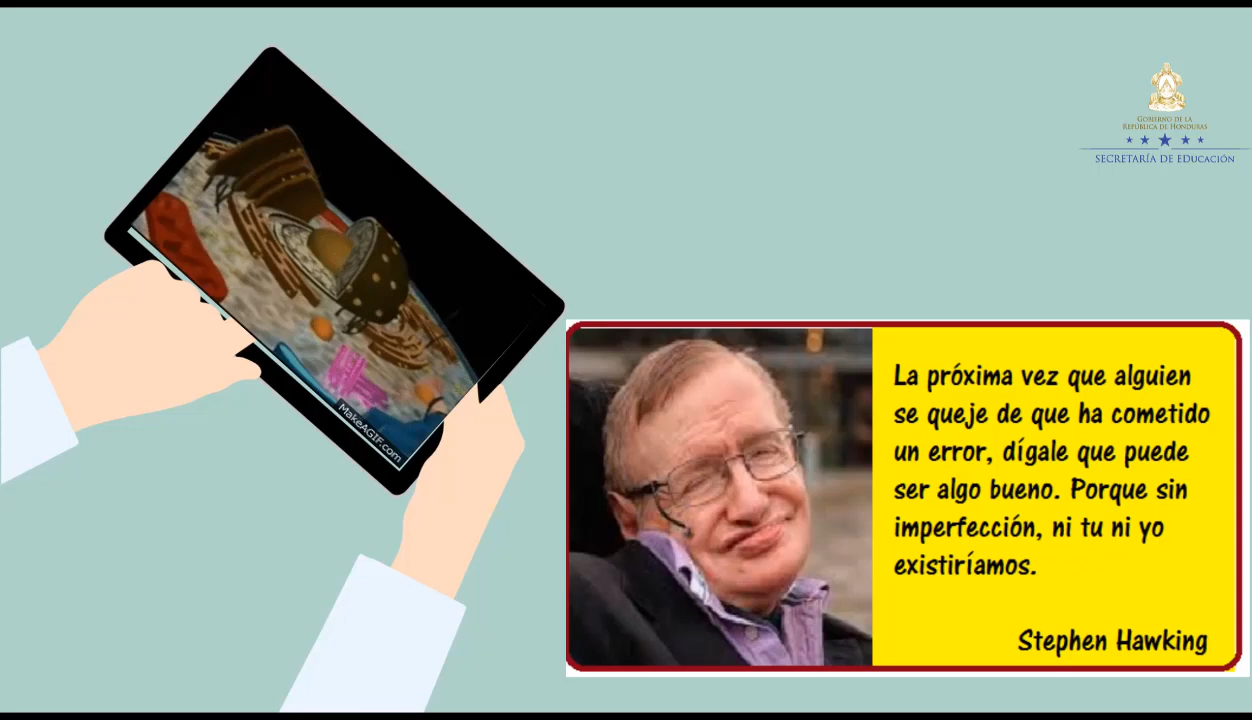 GOBIERNO DE LA
REPÚBLICA DE HONDURAS
SECRETARÍA DE EDUCACIÓN
MakeAGIF.com
La próxima vez que alguien
se queje de que ha cometido
un error, dígale que puede
ser algo bueno. Porque sin
imperfección, ni tu ni yo
existiríamos.
Stephen Hawking